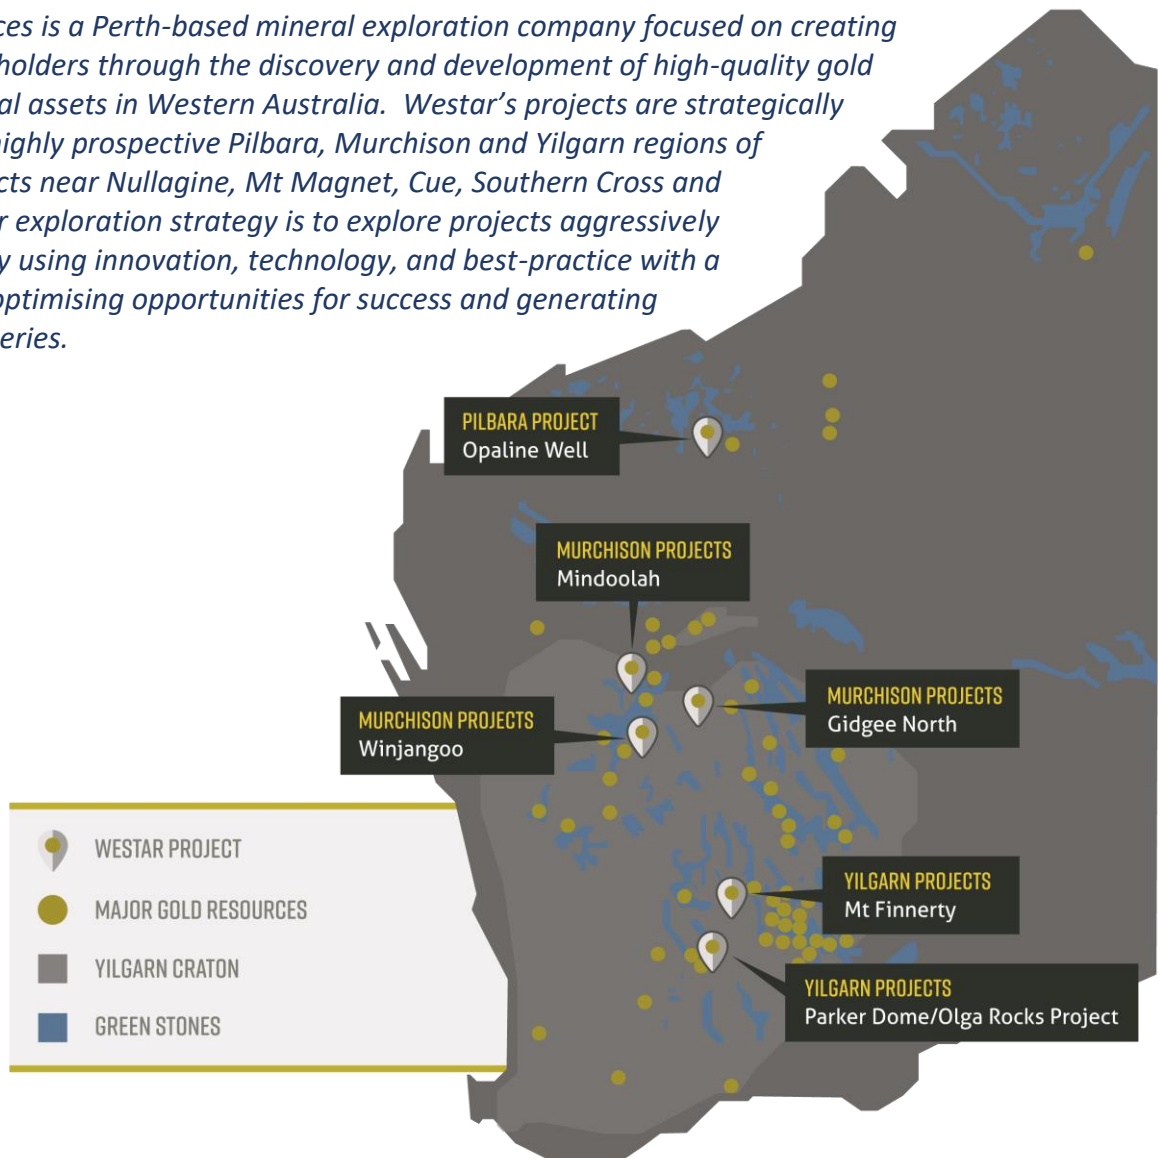 ces is a Perth-based mineral exploration company focused on creating
holders through the discovery and development of high-quality gold
al assets in Western Australia.  Westar's projects are strategically
highly prospective Pilbara, Murchison and Yilgarn regions of
cts near Nullagine, Mt Magnet, Cue, Southern Cross and
r exploration strategy is to explore projects aggressively
y using innovation, technology, and best-practice with a
optimising opportunities for success and generating
eries.
PILBARA PROJECT
Opaline Well
MURCHISON PROJECTS
Mindoolah
MURCHISON PROJECTS
Gidgee North
MURCHISON PROJECTS
Winjangoo
WESTAR PROJECT
MAJOR GOLD RESOURCES
YILGARN CRATON
GREEN STONES
YILGARN PROJECTS
Mt Finnerty
YILGARN PROJECTS
Parker Dome/Olga Rocks Project